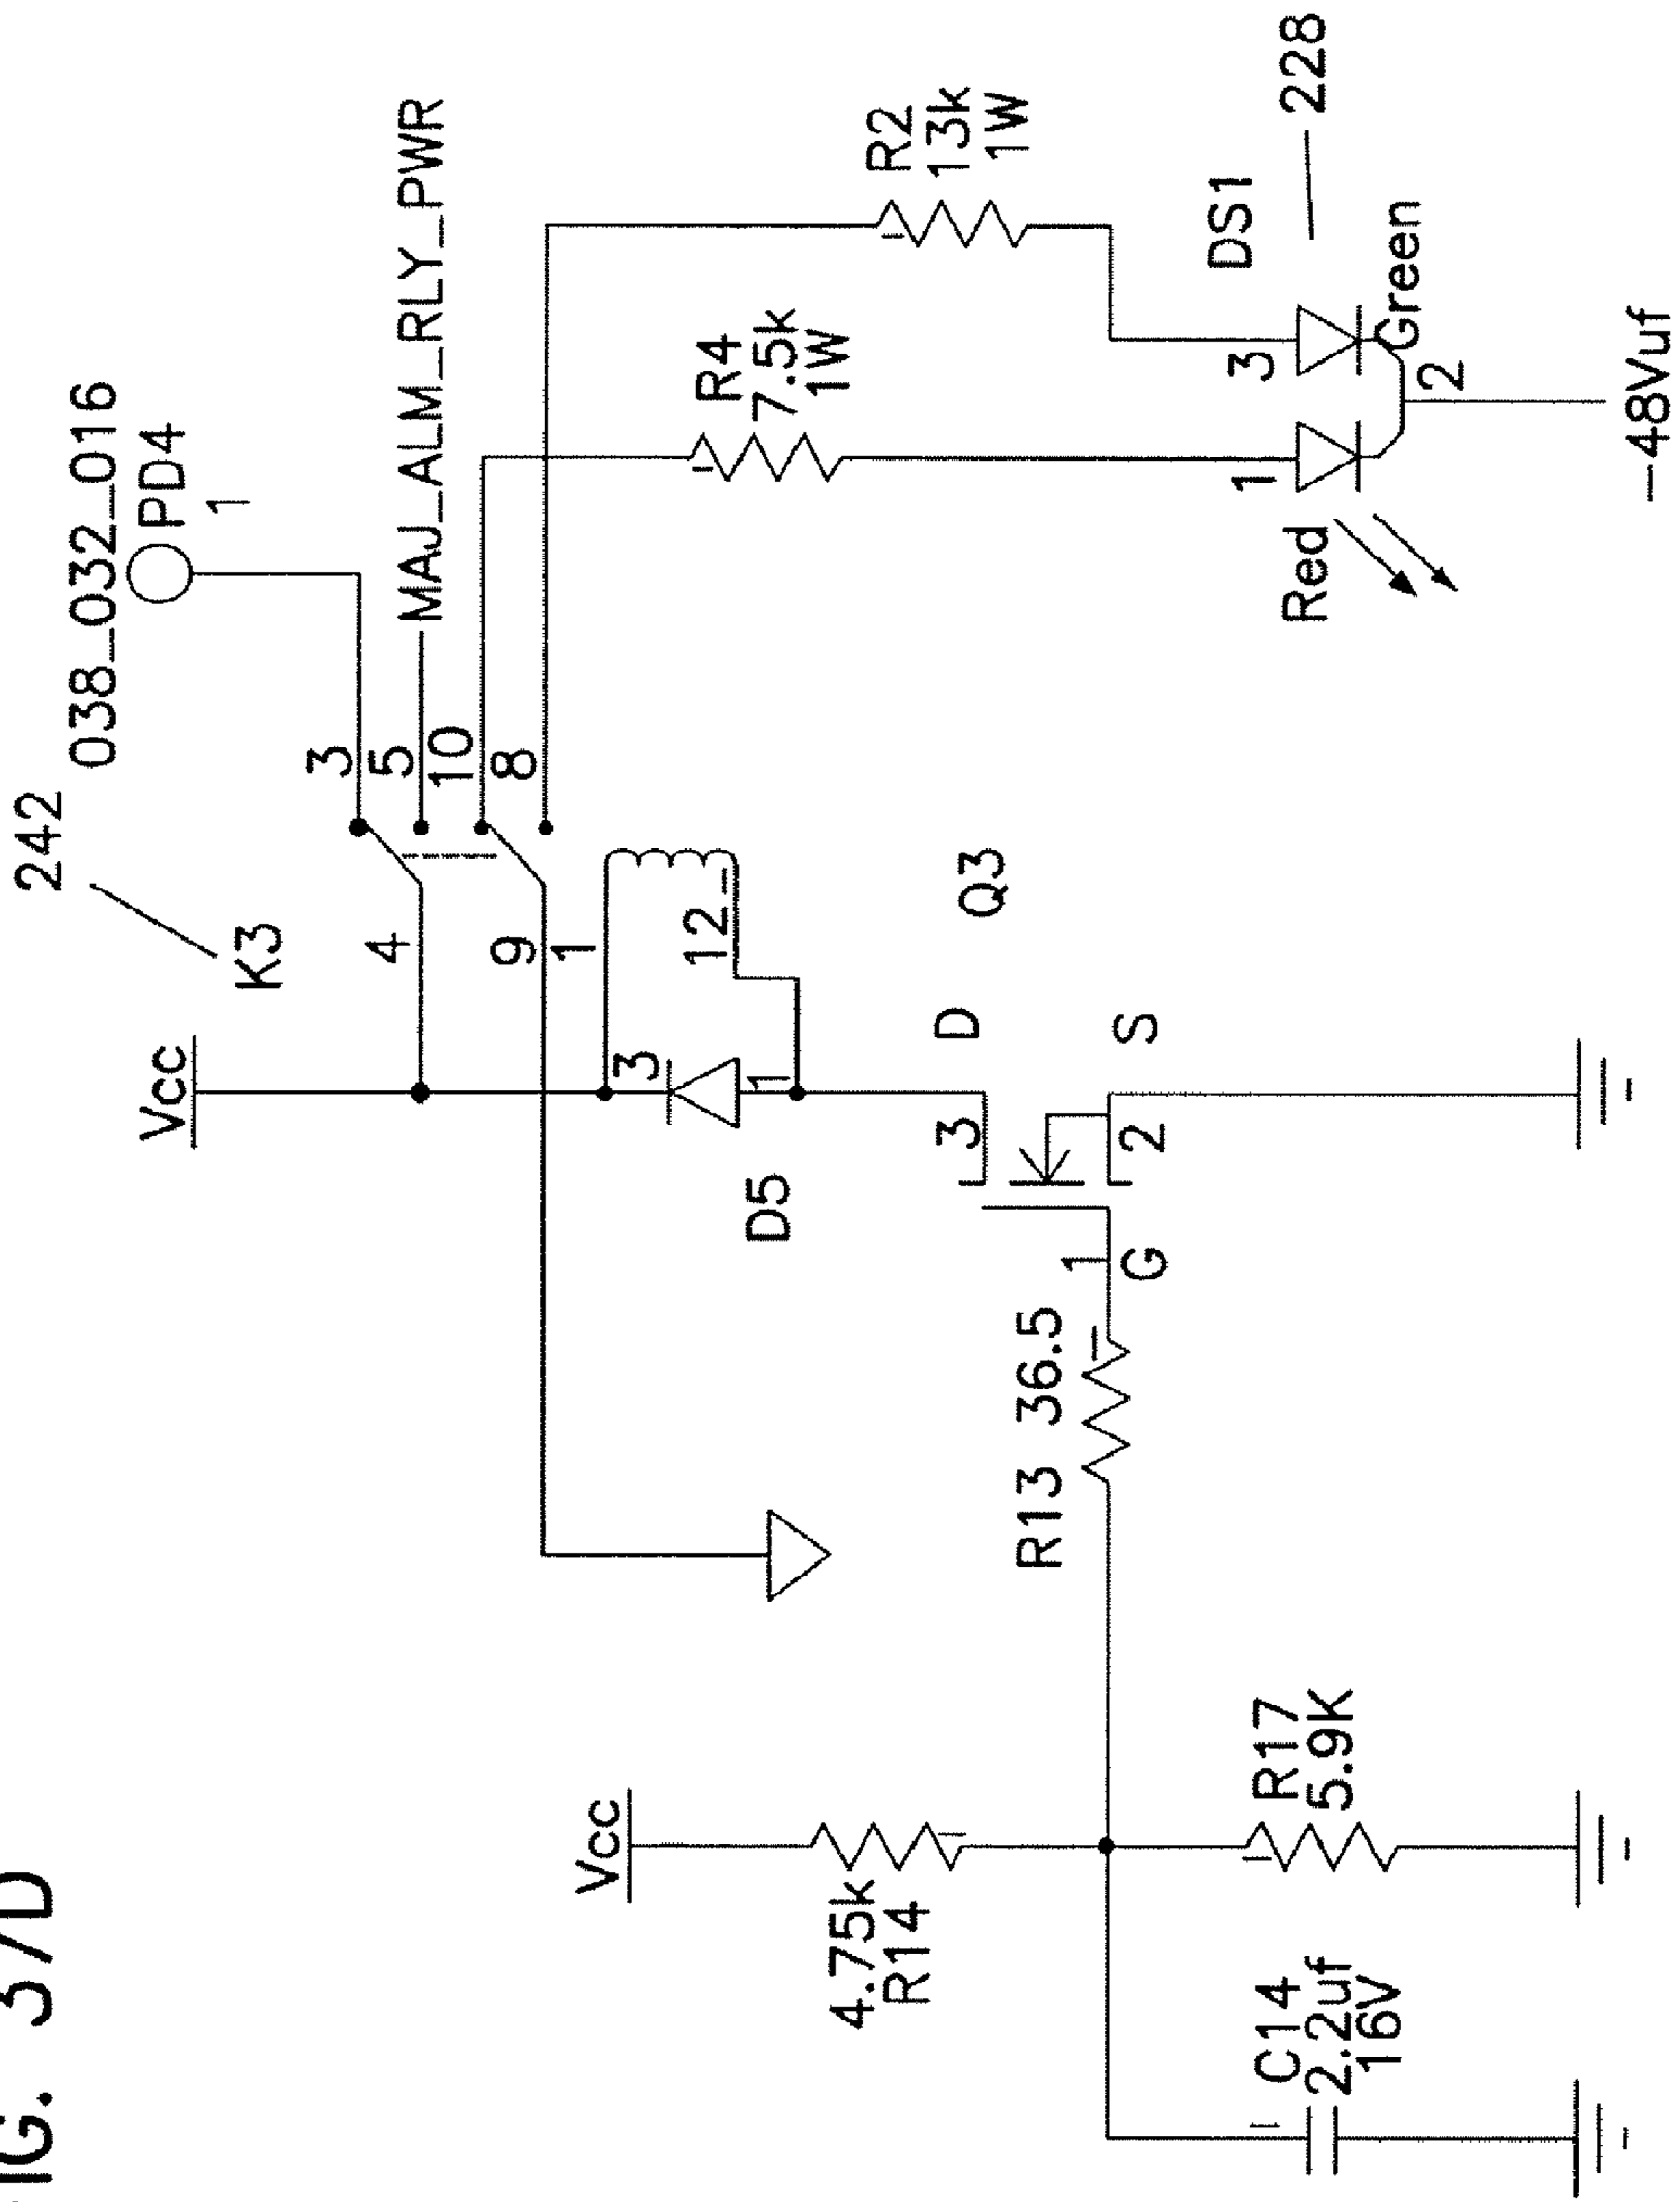 242
038_032_016
PD4
1
Vcc
K3
3
4
5
MAJ_ALM_RLY_PWR
10
9
8
1
12
3
1
D5
D
Q3
3
S
2
1
G
R13 36.5
R4
7.5k
1W
R2
13k
1W
DS1
228
3
1
Red
Green
2
-48Vuf
Vcc
4.75k
R14
R17
5.9K
C14
2.2uf
16V